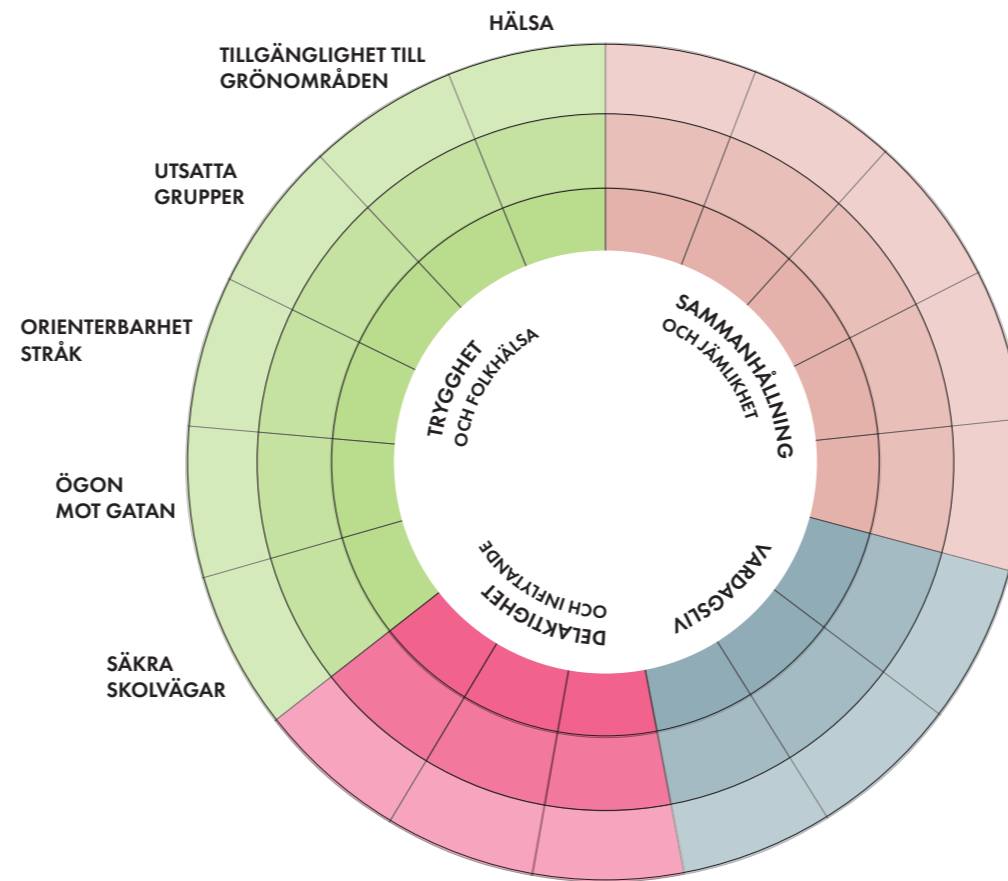 HÄLSA
TILLGÄNGLIGHET TILL
GRÖNOMRÅDEN
UTSATTA
GRUPPER
ORIENTERBARHET
STRÅK
ÖGON
MOT GATAN
SÄKRA
SKOLVÄGAR
TRYGGHET
OCH FOLKHÄLSA
SAMMANHÅLLNING
OCH JÄMLIKHET
VARDAGSLIV
DELAKTIGHET
OCH INFLYTANDE